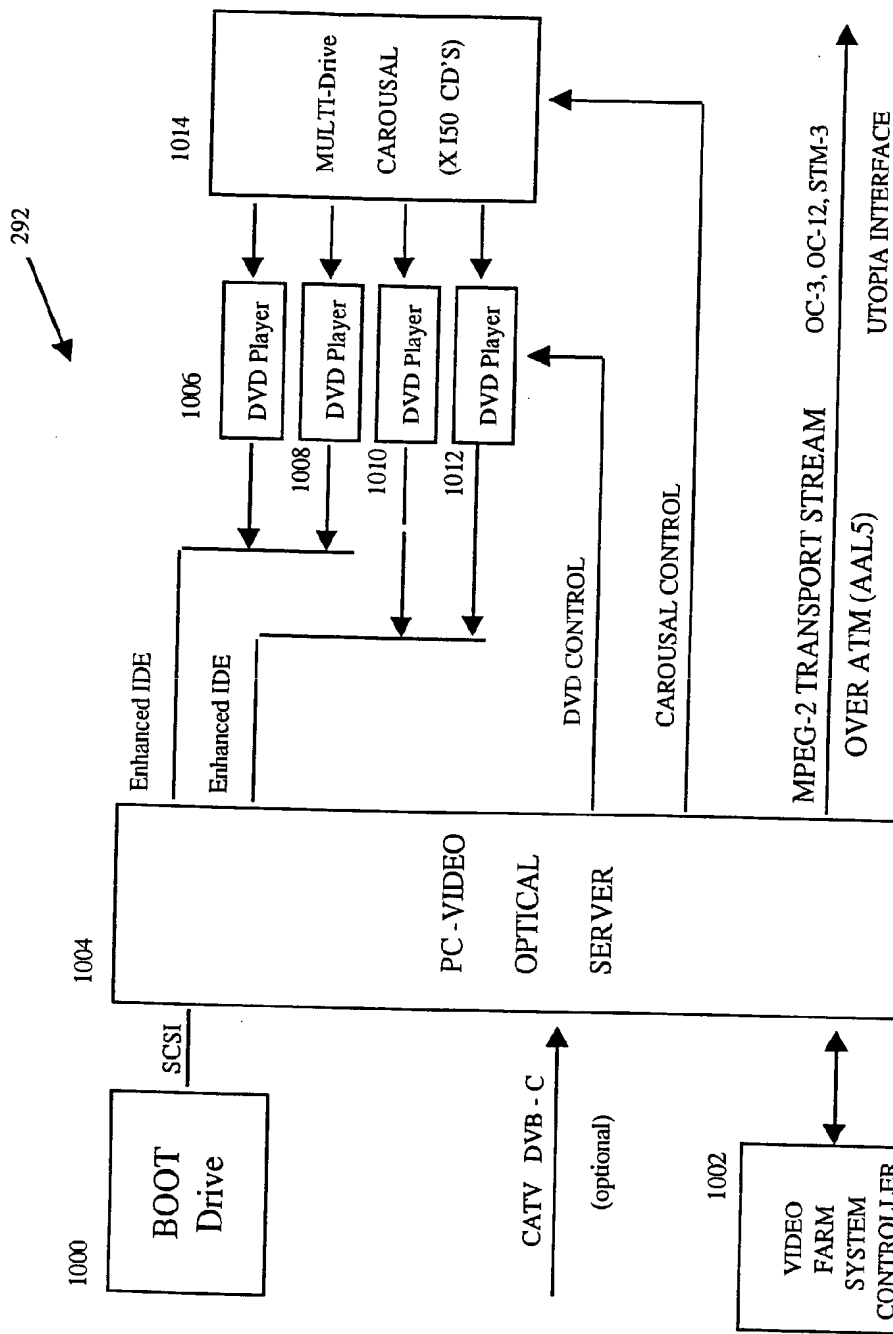 292
1000
BOOT
Drive
SCSI
1004
PC -VIDEO
OPTICAL
SERVER
Enhanced IDE
Enhanced IDE
1006
DVD Player
1008
DVD Player
1010
DVD Player
1012
DVD Player
1014
MULTI-Drive
CAROUSAL
(X 150 CD'S)
DVD CONTROL
CAROUSAL CONTROL
CATV DVB - C
(optional)
1002
VIDEO
FARM
SYSTEM
CONTROLLER
MPEG-2 TRANSPORT STREAM
OVER ATM (AAL5)
OC-3, OC-12, STM-3
UTOPIA INTERFACE